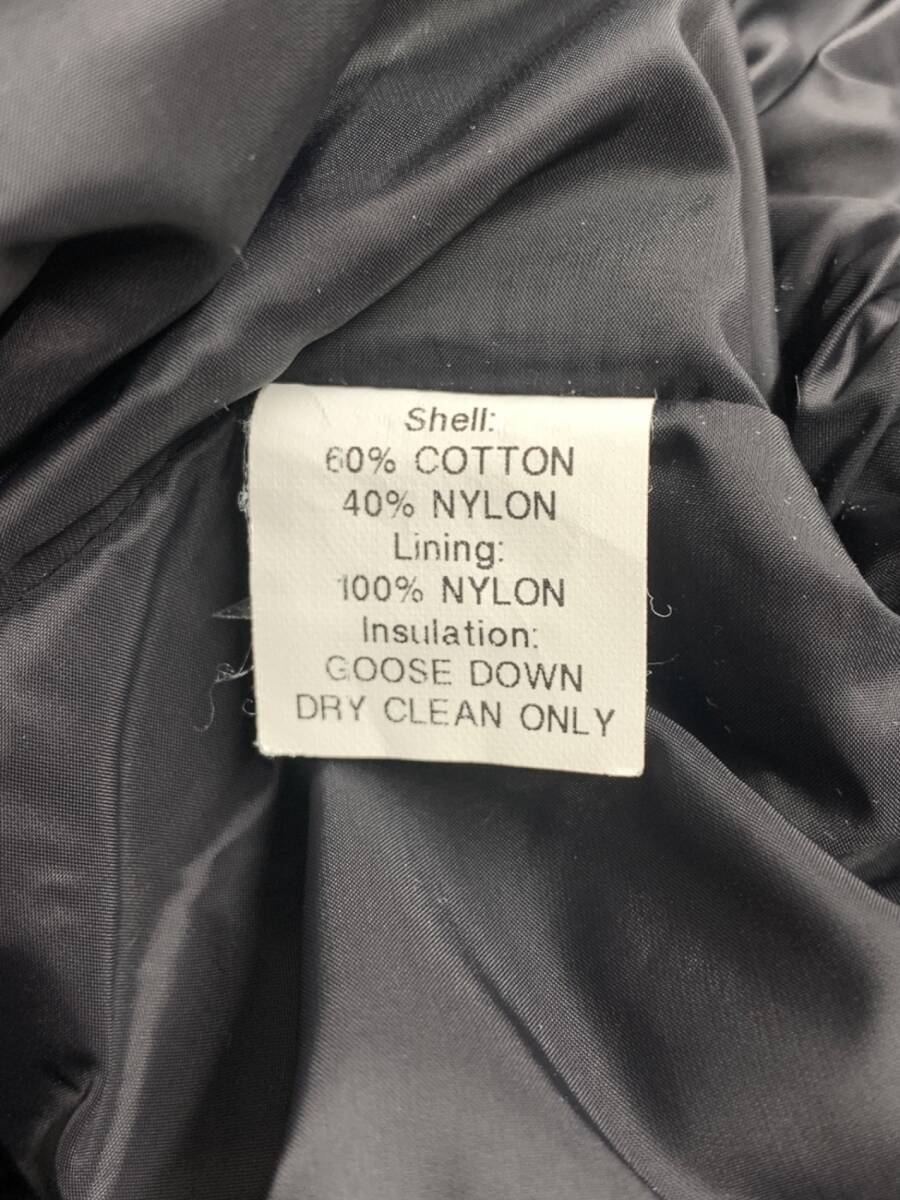 Shell:
60% COTTON
40% NYLON
Lining:
100% NYLON
Insulation:
GOOSE DOWN
DRY CLEAN ONLY